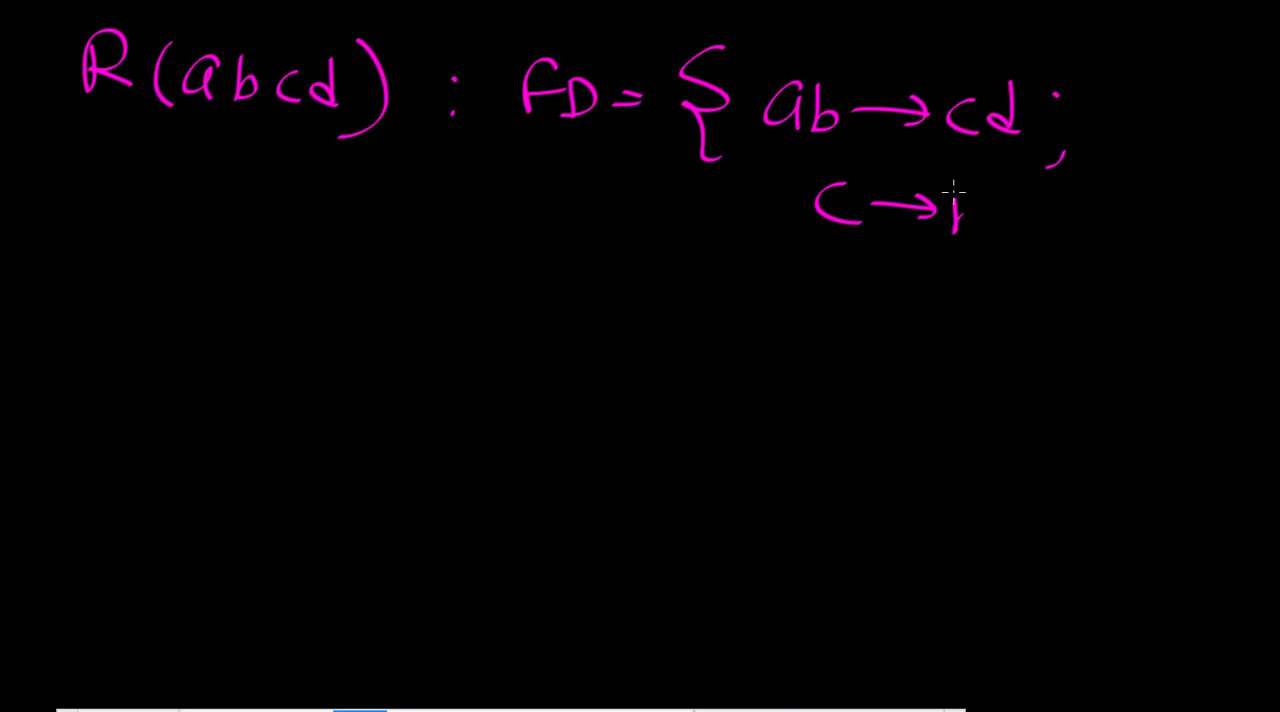 R(abcd) : FD = { ab → cd ;
c →